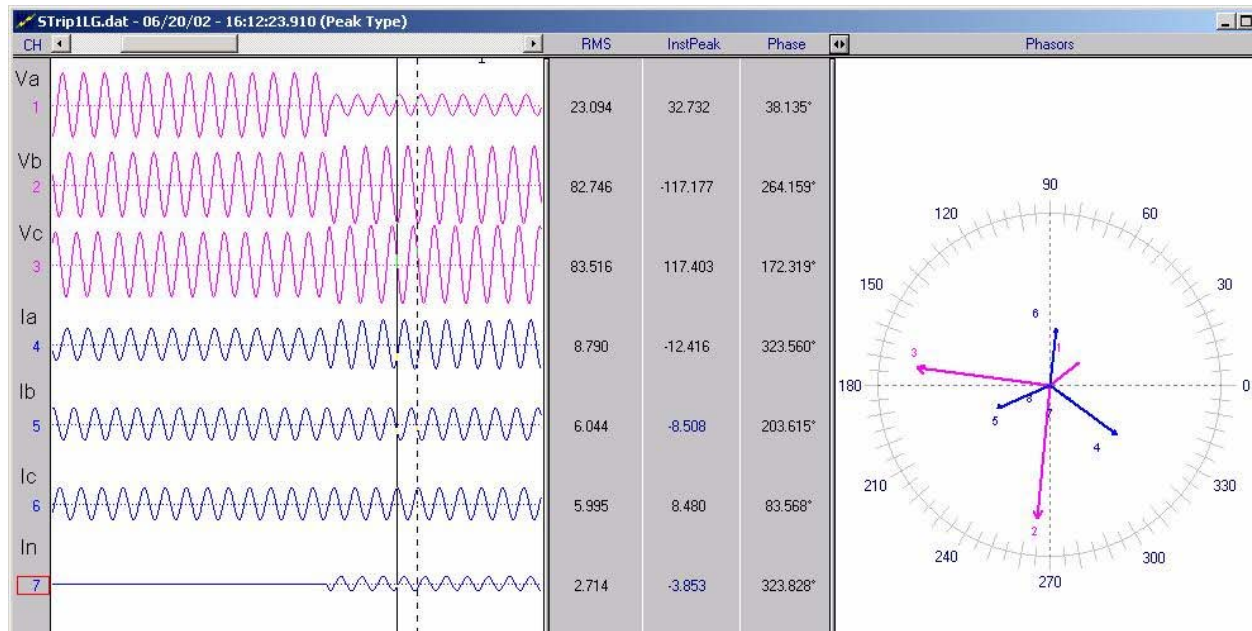 STrip1LG.dat - 06/20/02 - 16:12:23.910 (Peak Type)
CH RMS InstPeak Phase Phasors
Va
1 23.094 32.732 38.135°
Vb
2 82.746 -117.177 264.159°
Vc
3 83.516 117.403 172.319°
Ia
4 8.790 -12.416 323.560°
Ib
5 6.044 -8.508 203.615°
Ic
6 5.995 8.480 83.568°
In
7 2.714 -3.853 323.828°
90
120 60
150 30
6
3 1
180 0
8 7
5 4
210 330
2
240 300
270